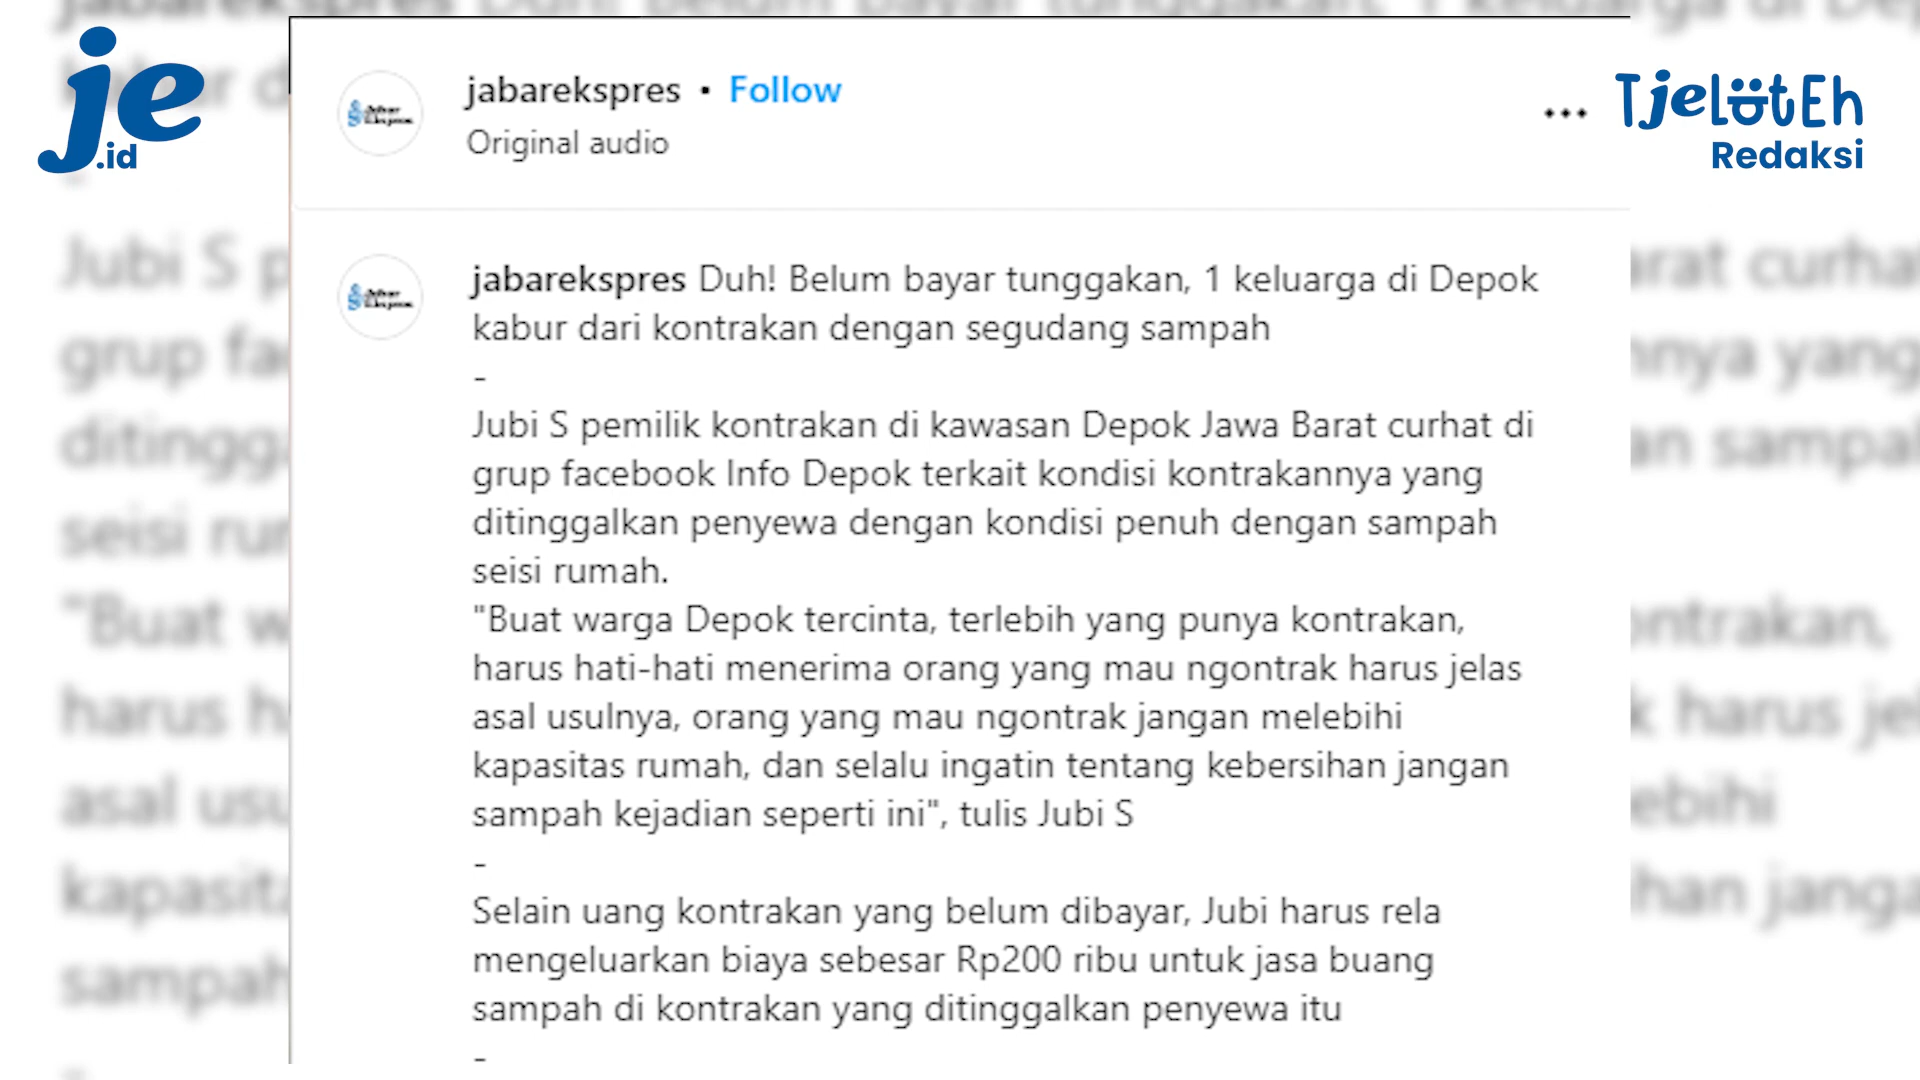 je
.id
TjelutEh
Redaksi
jabarekspres • Follow
Original audio
jabarekspres Duh! Belum bayar tunggakan, 1 keluarga di Depok
kabur dari kontrakan dengan segudang sampah
-
Jubi S pemilik kontrakan di kawasan Depok Jawa Barat curhat di
grup facebook Info Depok terkait kondisi kontrakannya yang
ditinggalkan penyewa dengan kondisi penuh dengan sampah
seisi rumah.
"Buat warga Depok tercinta, terlebih yang punya kontrakan,
harus hati-hati menerima orang yang mau ngontrak harus jelas
asal usulnya, orang yang mau ngontrak jangan melebihi
kapasitas rumah, dan selalu ingatin tentang kebersihan jangan
sampah kejadian seperti ini", tulis Jubi S
-
Selain uang kontrakan yang belum dibayar, Jubi harus rela
mengeluarkan biaya sebesar Rp200 ribu untuk jasa buang
sampah di kontrakan yang ditinggalkan penyewa itu
-